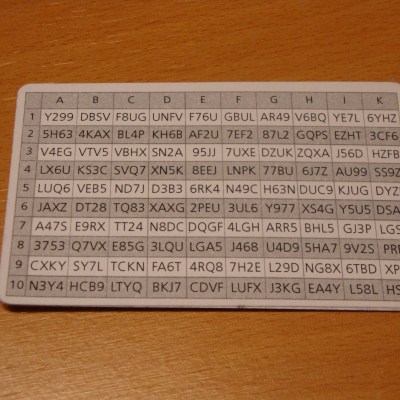 A B C D E F G H I K
1 Y299 DBSV F8UG UNFV F76U GBUL AR49 V6BQ YE7L 6YHZ
2 5H63 4KAX BL4P KH6B AF2U 7EF2 87L2 GQPS EZHT 3CF6
3 V4EG VTV5 VBHX SN2A 95JJ 7UXE DZUK ZQXA J56D HZFB
4 LX6U KS3C SVQ7 XN5K 8EEJ LNPK 77BU 6J7Z AU99 SS9Z
5 LUQ6 VEB5 ND7J D3B3 6RK4 N49C H63N DUC9 KJUG DYZ
6 JAXZ DT28 TQ83 XAXG 2PEU 3UL6 Y977 XS4G Y5U5 DSA
7 A47S E9RX TT24 N8DC DQGF 4LGH ARR5 BHL5 GJ3P LGS
8 3753 Q7VX E85G 3LQU LGA5 J468 U4D9 5HA7 9V2S PR
9 CXKY SY7L TCKN FA6T 4RQ8 7H2E L29D NG8X 6TBD XP
10 N3Y4 HCB9 LTYQ BKJ7 CDVF LUFX J3KG EA4Y L58L HS